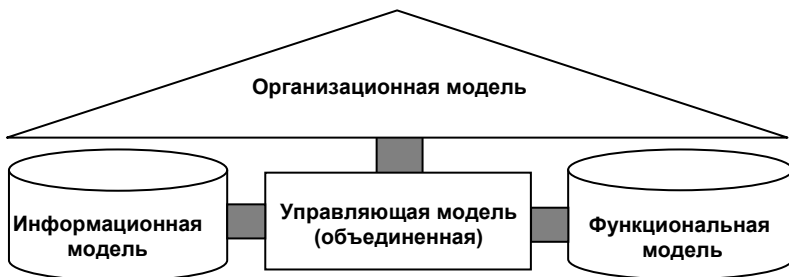 Организационная модель
Информационная
модель
Управляющая модель
(объединенная)
Функциональная
модель